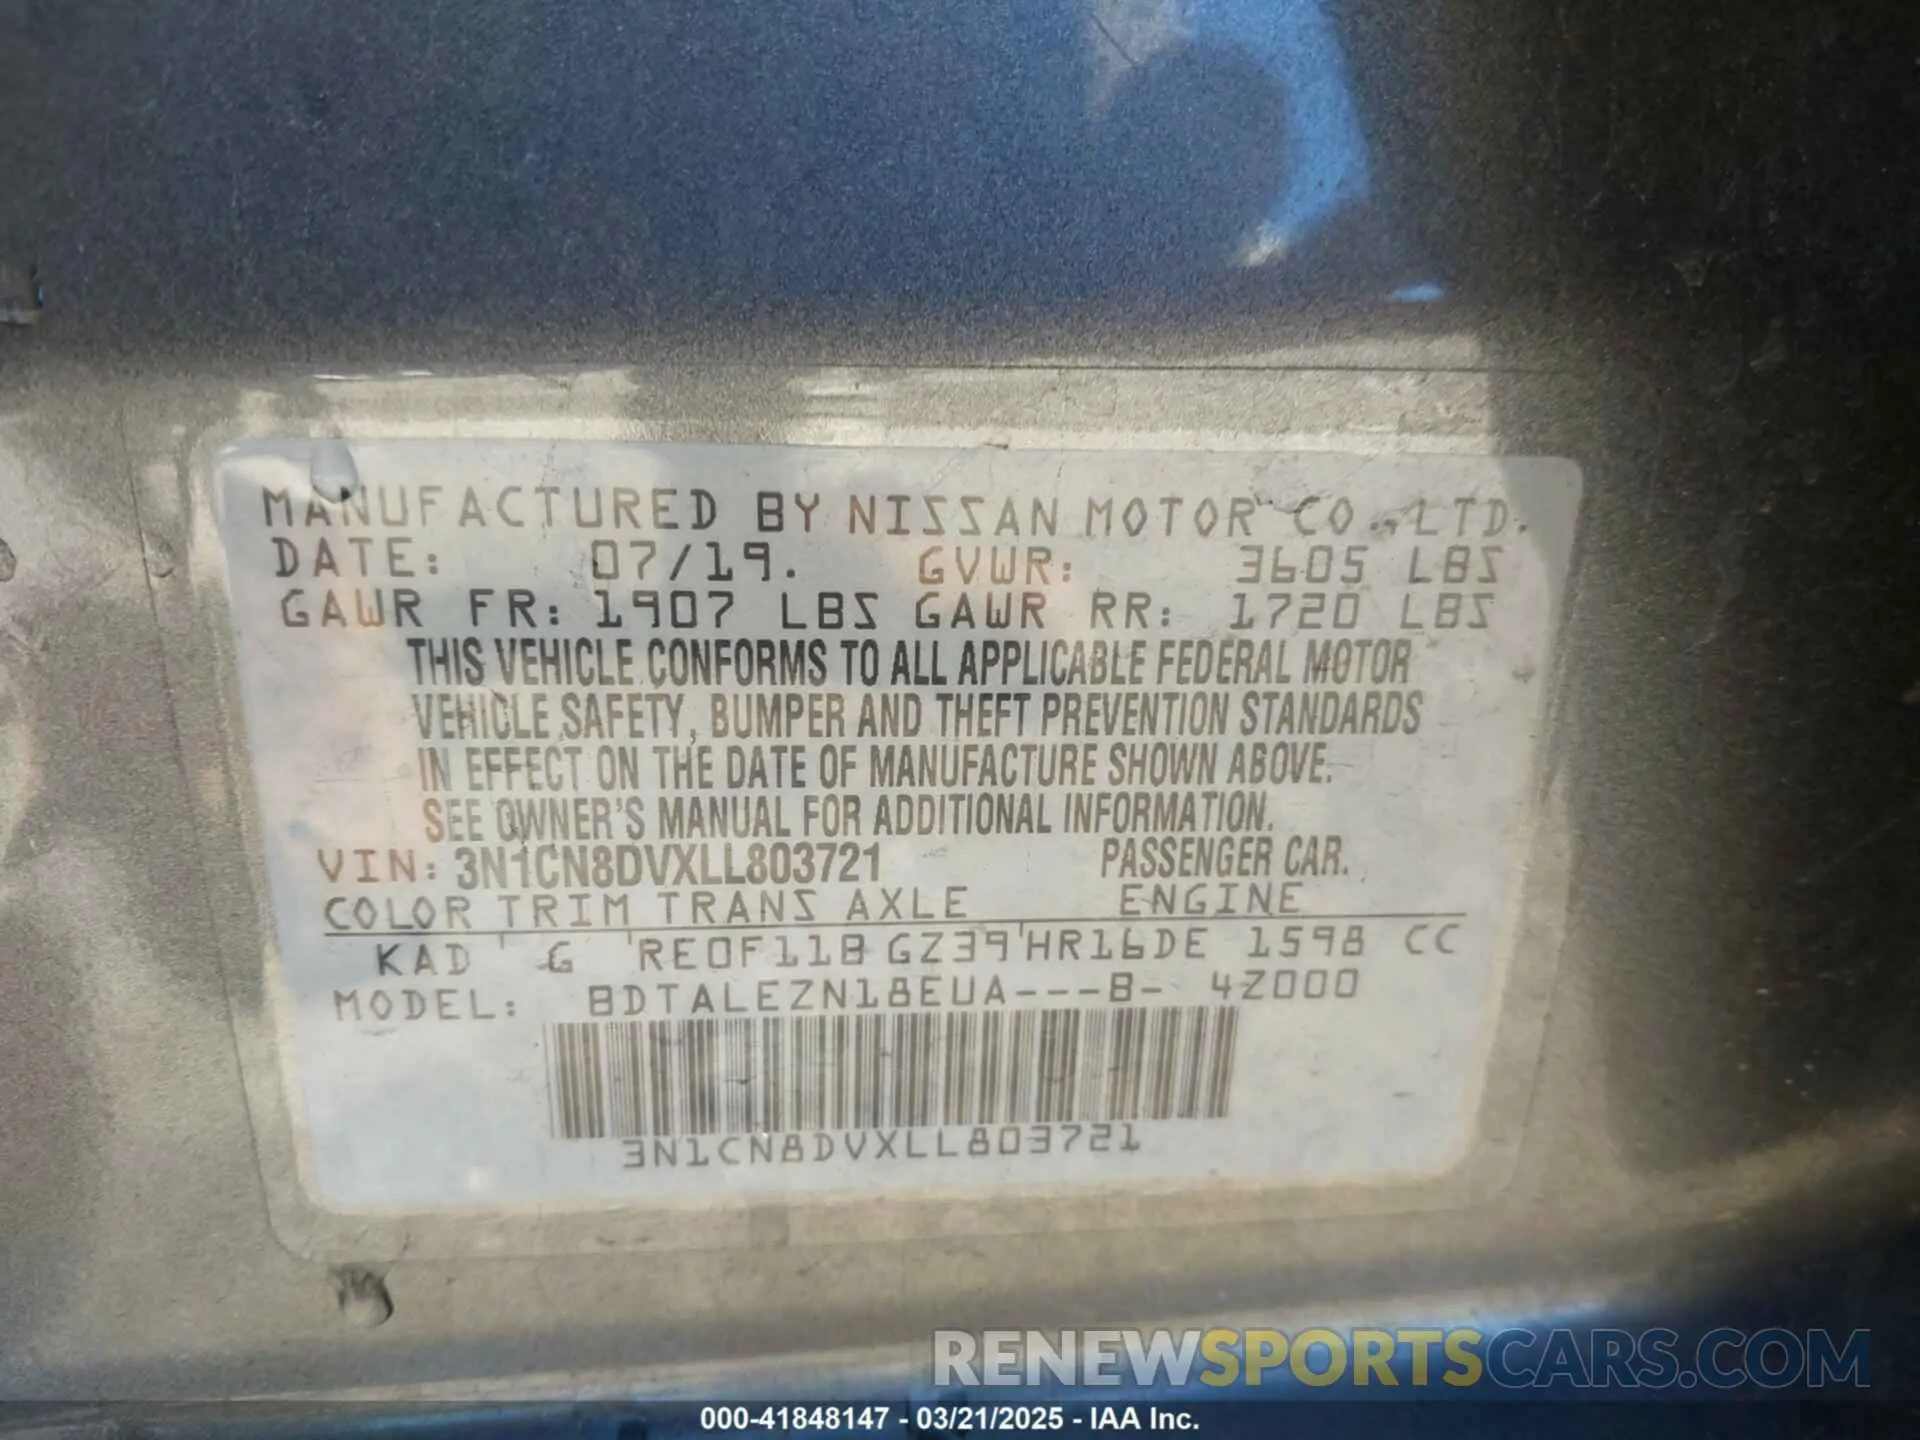 MANUFACTURED BY NISSAN MOTOR CO., LTD.
DATE: 07/19. GVWR: 3605 LBS
GAWR FR: 1907 LBS GAWR RR: 1720 LBS
THIS VEHICLE CONFORMS TO ALL APPLICABLE FEDERAL MOTOR
VEHICLE SAFETY, BUMPER AND THEFT PREVENTION STANDARDS
IN EFFECT ON THE DATE OF MANUFACTURE SHOWN ABOVE.
SEE OWNER'S MANUAL FOR ADDITIONAL INFORMATION.
VIN: 3N1CN8DVXLL803721 PASSENGER CAR.
COLOR TRIM TRANS AXLE ENGINE
KAD G RE0F11B GZ39 HR16DE 1598 CC
MODEL: BDTALEZN18EUA---B- 4Z000
3N1CN8DVXLL803721
RENEWSPORTSCARS.COM
000-41848147 - 03/21/2025 - IAA Inc.